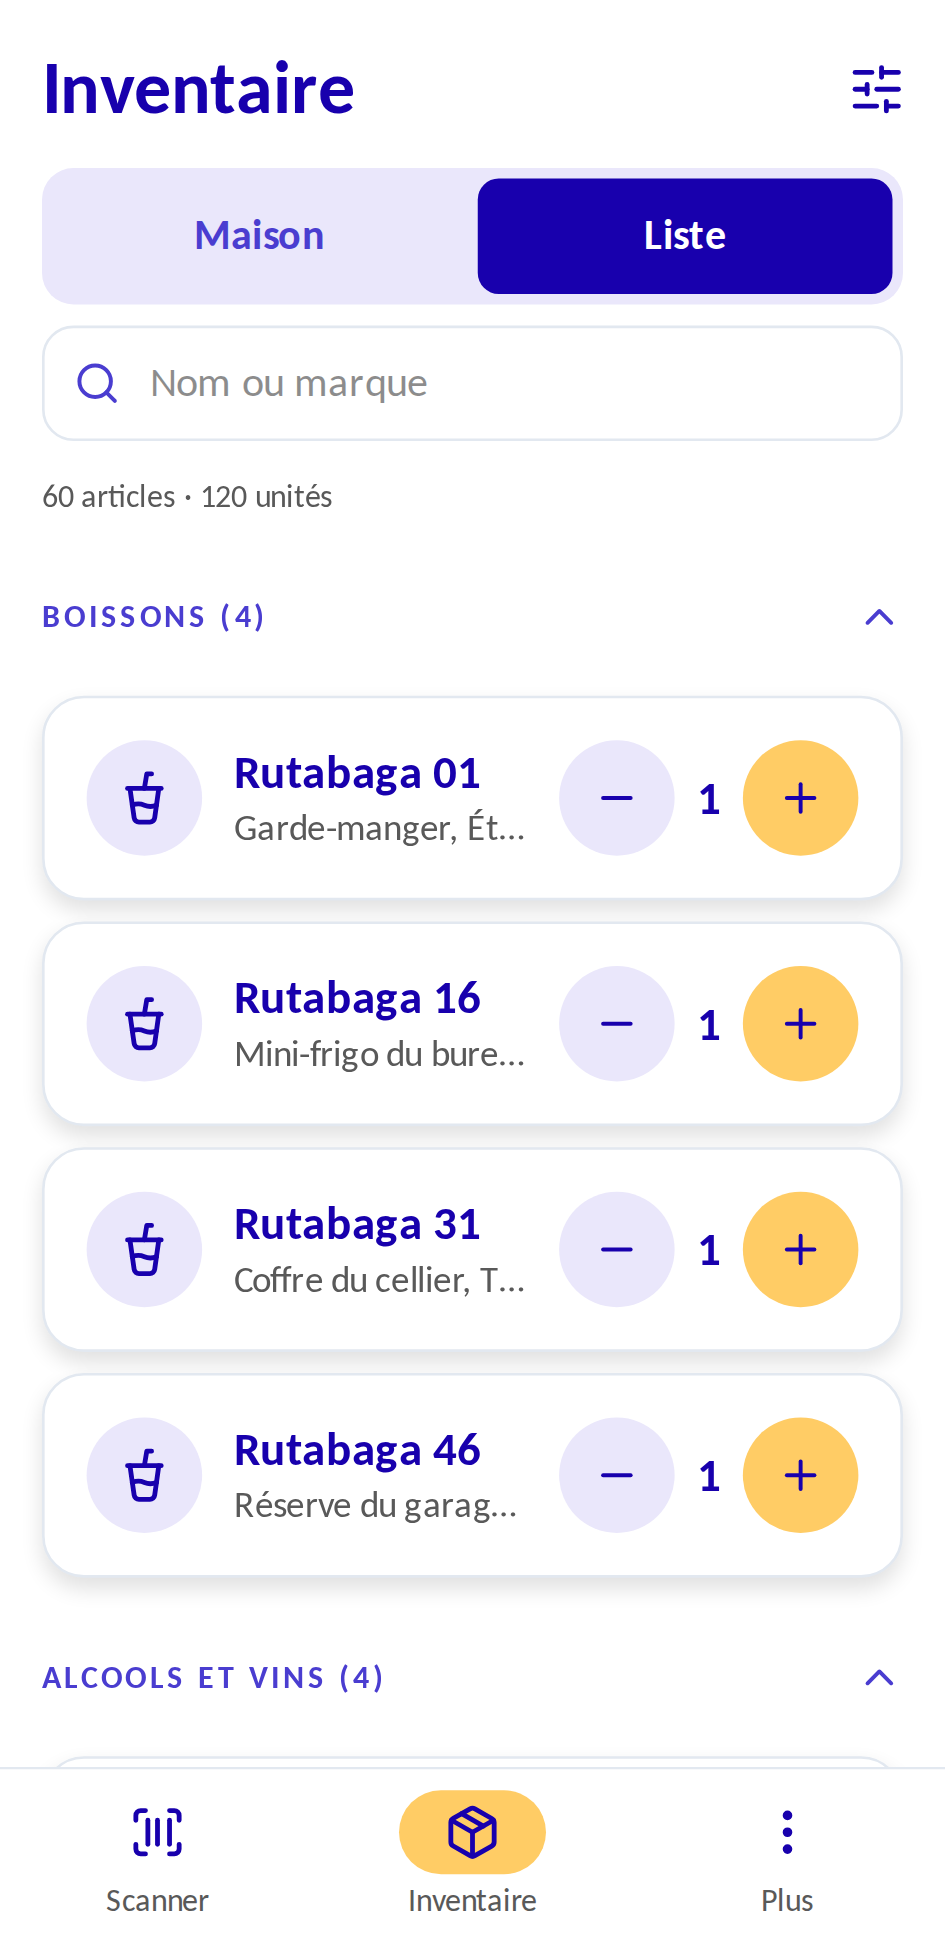 Inventaire
Maison
Liste
Nom ou marque
60 articles · 120 unités
BOISSONS (4)
Rutabaga 01
Garde-manger, Ét...
1
Rutabaga 16
Mini-frigo du bure...
1
Rutabaga 31
Coffre du cellier, T...
1
Rutabaga 46
Réserve du garag...
1
ALCOOLS ET VINS (4)
Scanner
Inventaire
Plus